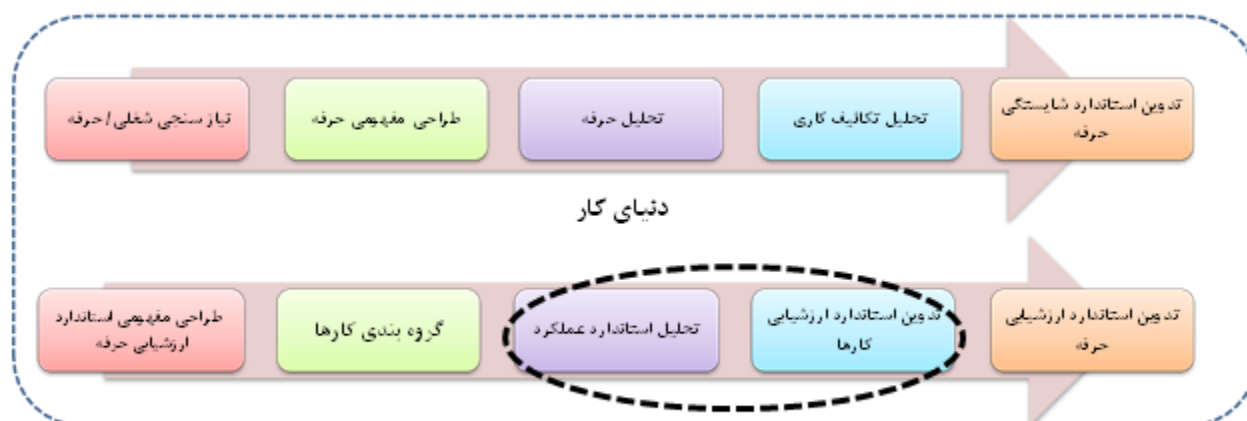 نیاز سنجی شغلی/ حرفه
طراحی مفهومی حرفه
تحلیل حرفه
تحلیل تکالیف کاری
تدوین استاندارد شایستگی
حرفه
دنیای کار
طراحی مفهومی استاندارد
ارزشیابی حرفه
گروه بندی کارها
تحلیل استاندارد عملکرد
تدوین استاندارد ارزشیابی
کارها
تدوین استاندارد ارزشیابی
حرفه